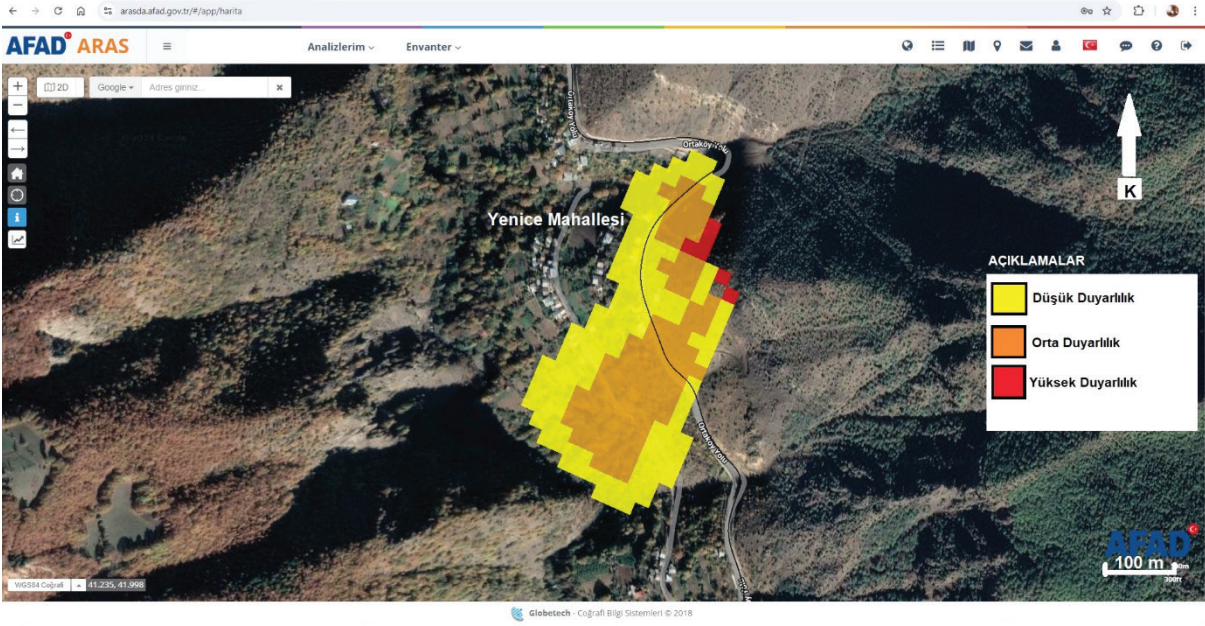 arasda.afad.gov.tr/#/app/harita
AFAD ARAS
Analizlerim
Envanter
2D
Google
Adres giriniz...
Ortaköy Yolu
Ortaköy Yolu
K
Yenice Mahallesi
AÇIKLAMALAR
Düşük Duyarlılık
Orta Duyarlılık
Yüksek Duyarlılık
Ortaköy Yolu
AFAD
100 m
300ft
WGS84 Coğrafi
41.235, 41.998
Globetech - Coğrafi Bilgi Sistemleri © 2018